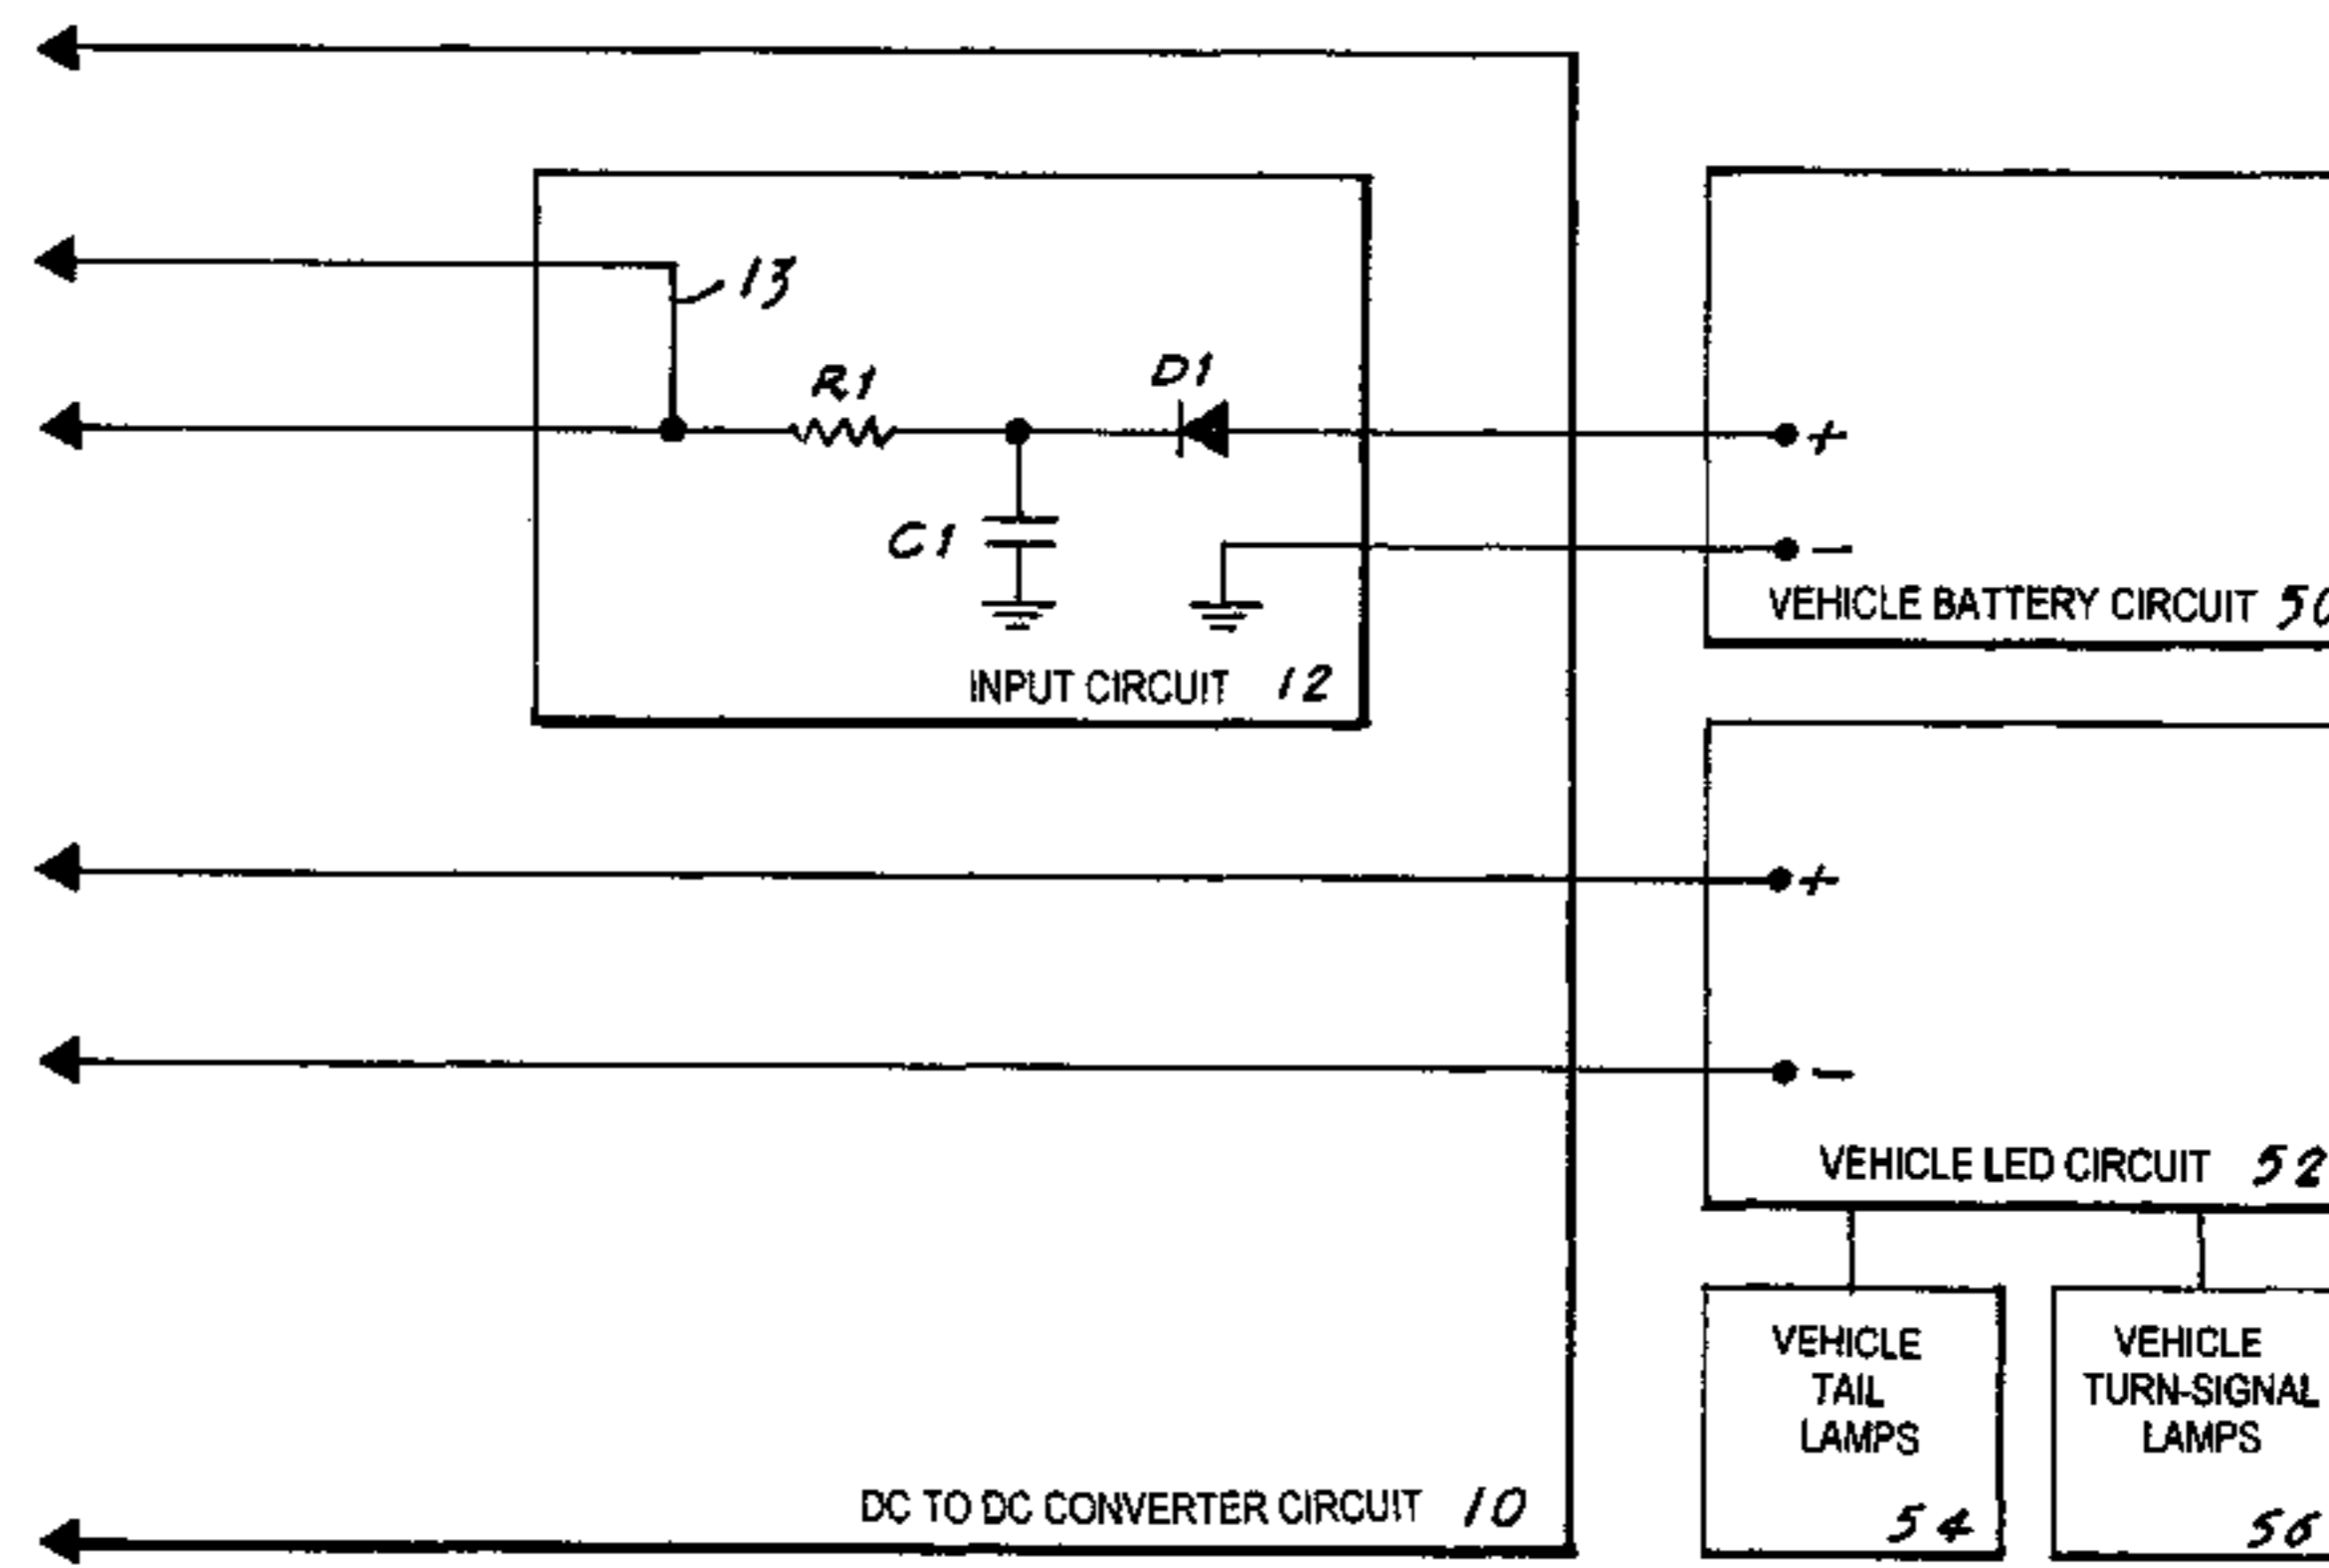 13
R1
D1
+
C1
−
VEHICLE BATTERY CIRCUIT
INPUT CIRCUIT 12
+
−
VEHICLE LED CIRCUIT 52
VEHICLE
TAIL
LAMPS
54
VEHICLE
TURN-SIGNAL
LAMPS
56
DC TO DC CONVERTER CIRCUIT 10